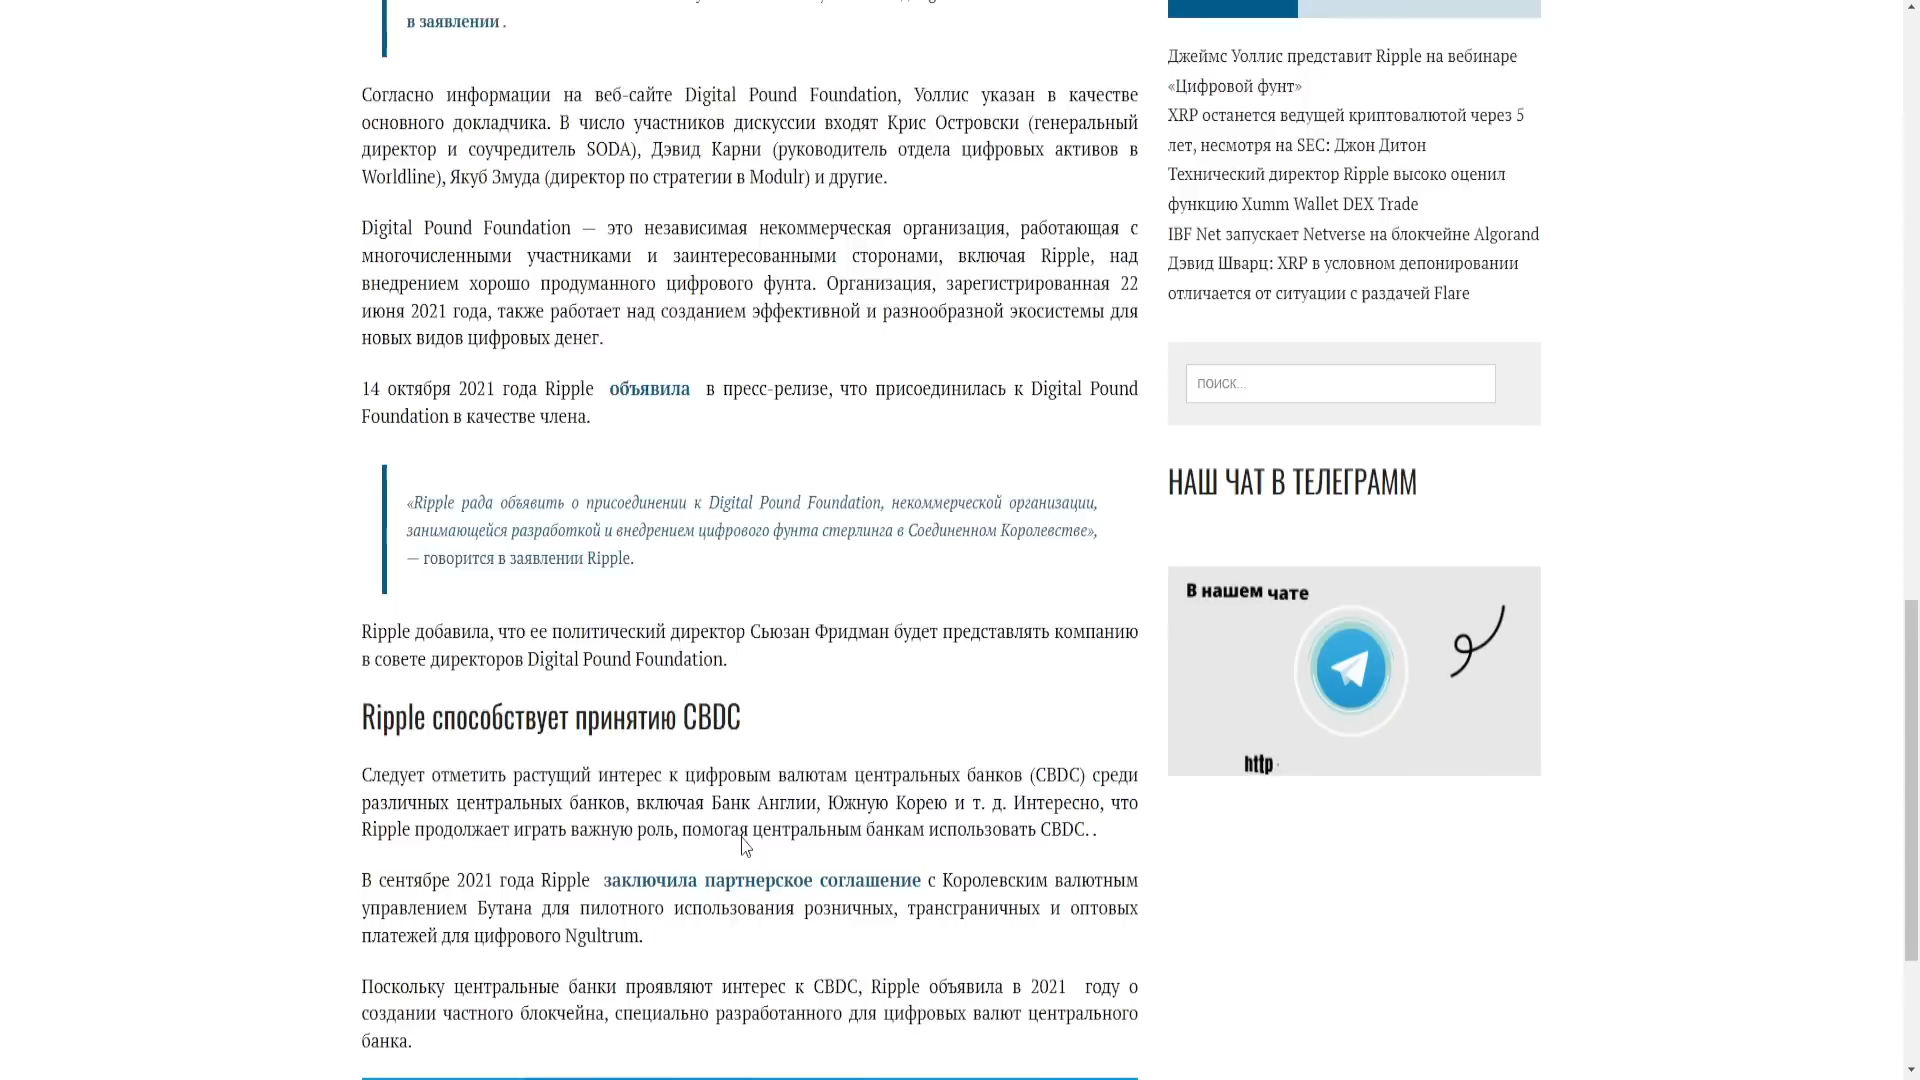 в заявлении .
Согласно информации на веб-сайте Digital Pound Foundation, Уоллис указан в качестве
основного докладчика. В число участников дискуссии входят Крис Островски (генеральный
директор и соучредитель SODA), Дэвид Карни (руководитель отдела цифровых активов в
Worldline), Якуб Змуда (директор по стратегии в Modulr) и другие.
Digital Pound Foundation — это независимая некоммерческая организация, работающая с
многочисленными участниками и заинтересованными сторонами, включая Ripple, над
внедрением хорошо продуманного цифрового фунта. Организация, зарегистрированная 22
июня 2021 года, также работает над созданием эффективной и разнообразной экосистемы для
новых видов цифровых денег.
14 октября 2021 года Ripple объявила в пресс-релизе, что присоединилась к Digital Pound
Foundation в качестве члена.
«Ripple рада объявить о присоединении к Digital Pound Foundation, некоммерческой организации,
занимающейся разработкой и внедрением цифрового фунта стерлинга в Соединенном Королевстве»,
— говорится в заявлении Ripple.
Ripple добавила, что ее политический директор Сьюзан Фридман будет представлять компанию
в совете директоров Digital Pound Foundation.
Ripple способствует принятию CBDC
Следует отметить растущий интерес к цифровым валютам центральных банков (CBDC) среди
различных центральных банков, включая Банк Англии, Южную Корею и т. д. Интересно, что
Ripple продолжает играть важную роль, помогая центральным банкам использовать CBDC. .
В сентябре 2021 года Ripple заключила партнерское соглашение с Королевским валютным
управлением Бутана для пилотного использования розничных, трансграничных и оптовых
платежей для цифрового Ngultrum.
Поскольку центральные банки проявляют интерес к CBDC, Ripple объявила в 2021 году о
создании частного блокчейна, специально разработанного для цифровых валют центрального
банка.
Джеймс Уоллис представит Ripple на вебинаре
«Цифровой фунт»
XRP останется ведущей криптовалютой через 5
лет, несмотря на SEC: Джон Дитон
Технический директор Ripple высоко оценил
функцию Xumm Wallet DEX Trade
IBF Net запускает Netverse на блокчейне Algorand
Дэвид Шварц: XRP в условном депонировании
отличается от ситуации с раздачей Flare
поиск...
НАШ ЧАТ В ТЕЛЕГРАММ
В нашем чате
http